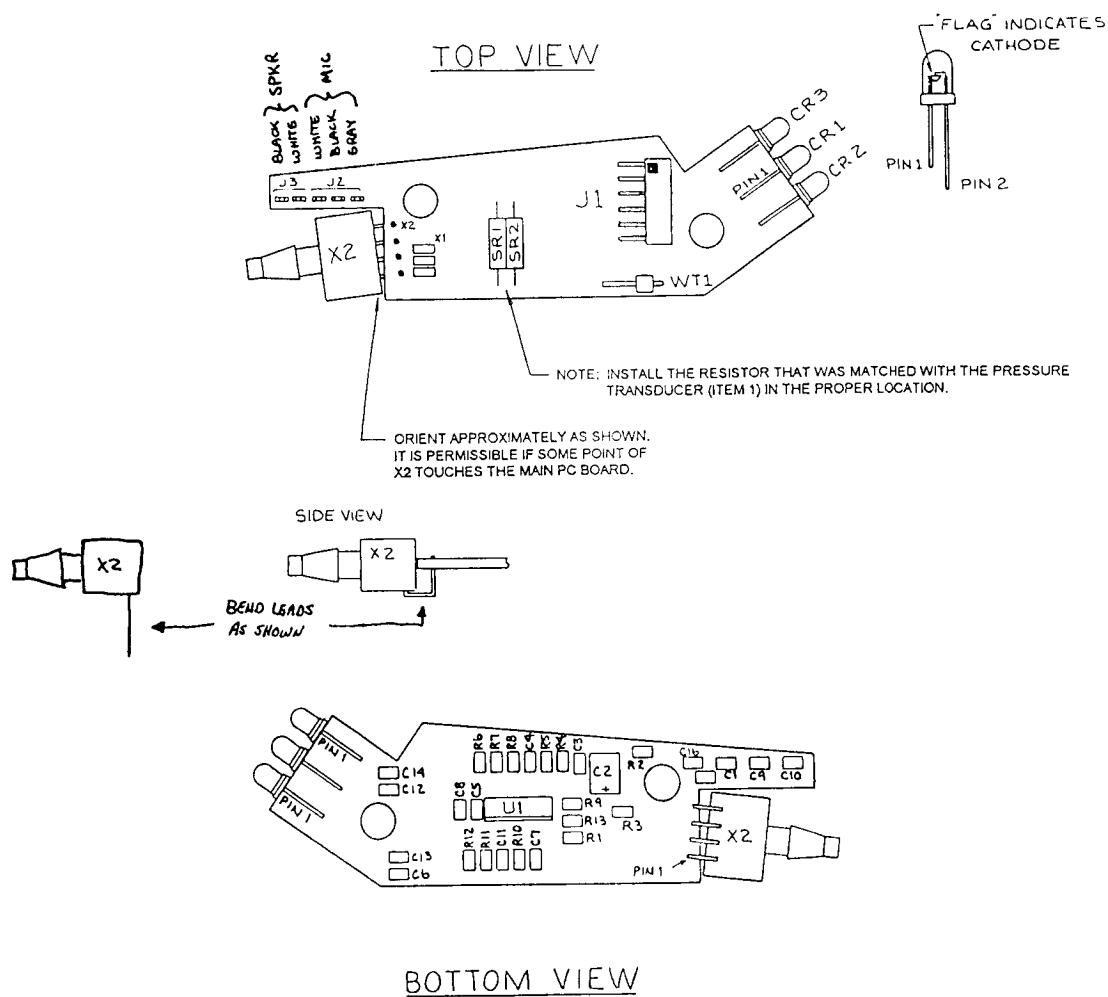 TOP VIEW
"FLAG" INDICATES
CATHODE
PIN 1
PIN 2
SPKR
MIC
BLACK
WHITE
WHITE
BLACK
GRAY
J3
J2
CR3
CR1
CR2
PIN 1
J1
X2
X2
X1
SR1
SR2
WT1
NOTE: INSTALL THE RESISTOR THAT WAS MATCHED WITH THE PRESSURE
TRANSDUCER (ITEM 1) IN THE PROPER LOCATION.
ORIENT APPROXIMATELY AS SHOWN.
IT IS PERMISSIBLE IF SOME POINT OF
X2 TOUCHES THE MAIN PC BOARD.
SIDE VIEW
X2
X2
BEND LEADS
AS SHOWN
PIN 1
PIN 1
C14
C12
R6
R7
R8
C4
R5
R4
C3
C2
+
R2
C16
C1
C9
C10
C8
C5
U1
R9
R13
R1
R3
R12
R11
C11
R10
C7
C13
C6
X2
PIN 1
BOTTOM VIEW